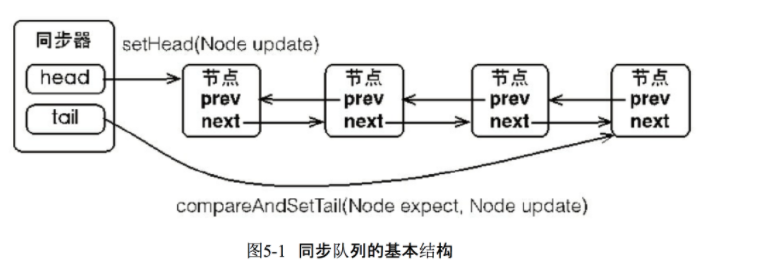 同步器
setHead(Node update)
head
tail
节点
prev
next
节点
prev
next
节点
prev
next
节点
prev
next
compareAndSetTail(Node expect, Node update)
图5-1 同步队列的基本结构